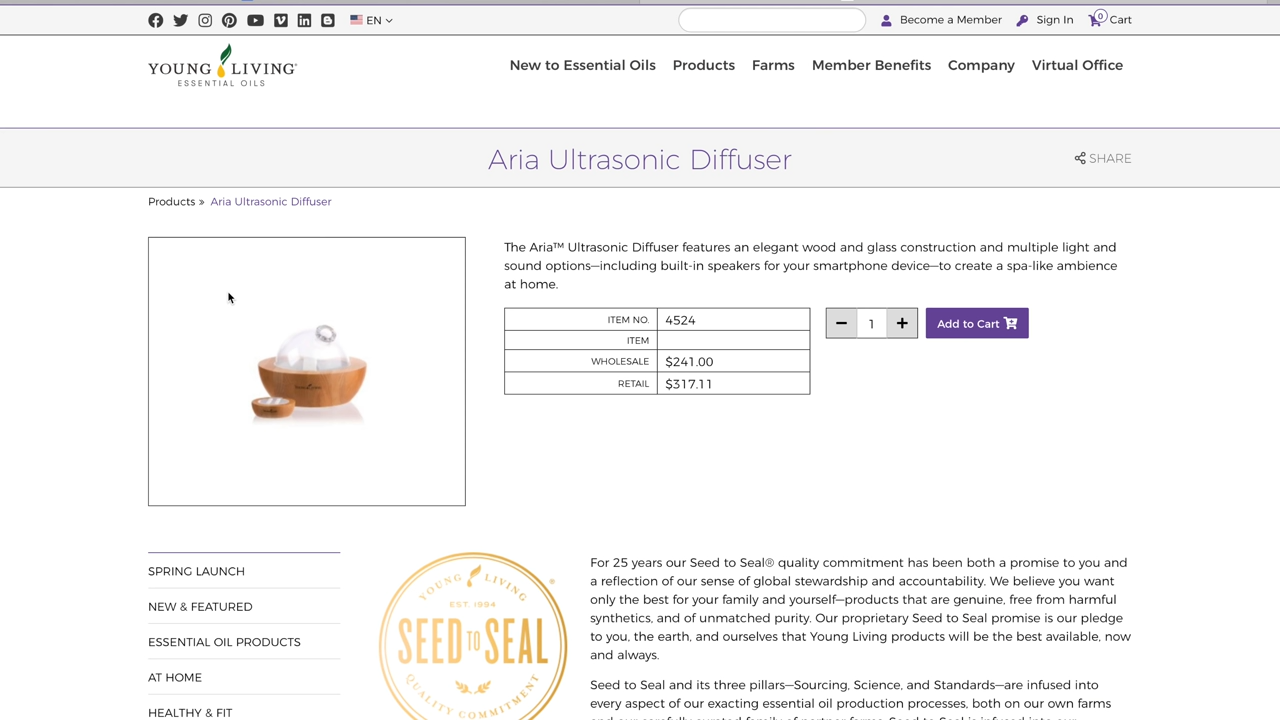 EN
Become a Member
Sign In
0
Cart
YOUNG LIVING
ESSENTIAL OILS
New to Essential Oils
Products
Farms
Member Benefits
Company
Virtual Office
Aria Ultrasonic Diffuser
SHARE
Products » Aria Ultrasonic Diffuser
The Aria™ Ultrasonic Diffuser features an elegant wood and glass construction and multiple light and
sound options—including built-in speakers for your smartphone device—to create a spa-like ambience
at home.
ITEM NO. 4524
ITEM
WHOLESALE $241.00
RETAIL $317.11
1
Add to Cart
SPRING LAUNCH
NEW & FEATURED
ESSENTIAL OIL PRODUCTS
AT HOME
HEALTHY & FIT
YOUNG LIVING
EST. 1994
SEED TO SEAL
QUALITY COMMITMENT
For 25 years our Seed to Seal® quality commitment has been both a promise to you and
a reflection of our sense of global stewardship and accountability. We believe you want
only the best for your family and yourself—products that are genuine, free from harmful
synthetics, and of unmatched purity. Our proprietary Seed to Seal promise is our pledge
to you, the earth, and ourselves that Young Living products will be the best available, now
and always.
Seed to Seal and its three pillars—Sourcing, Science, and Standards—are infused into
every aspect of our exacting essential oil production processes, both on our own farms